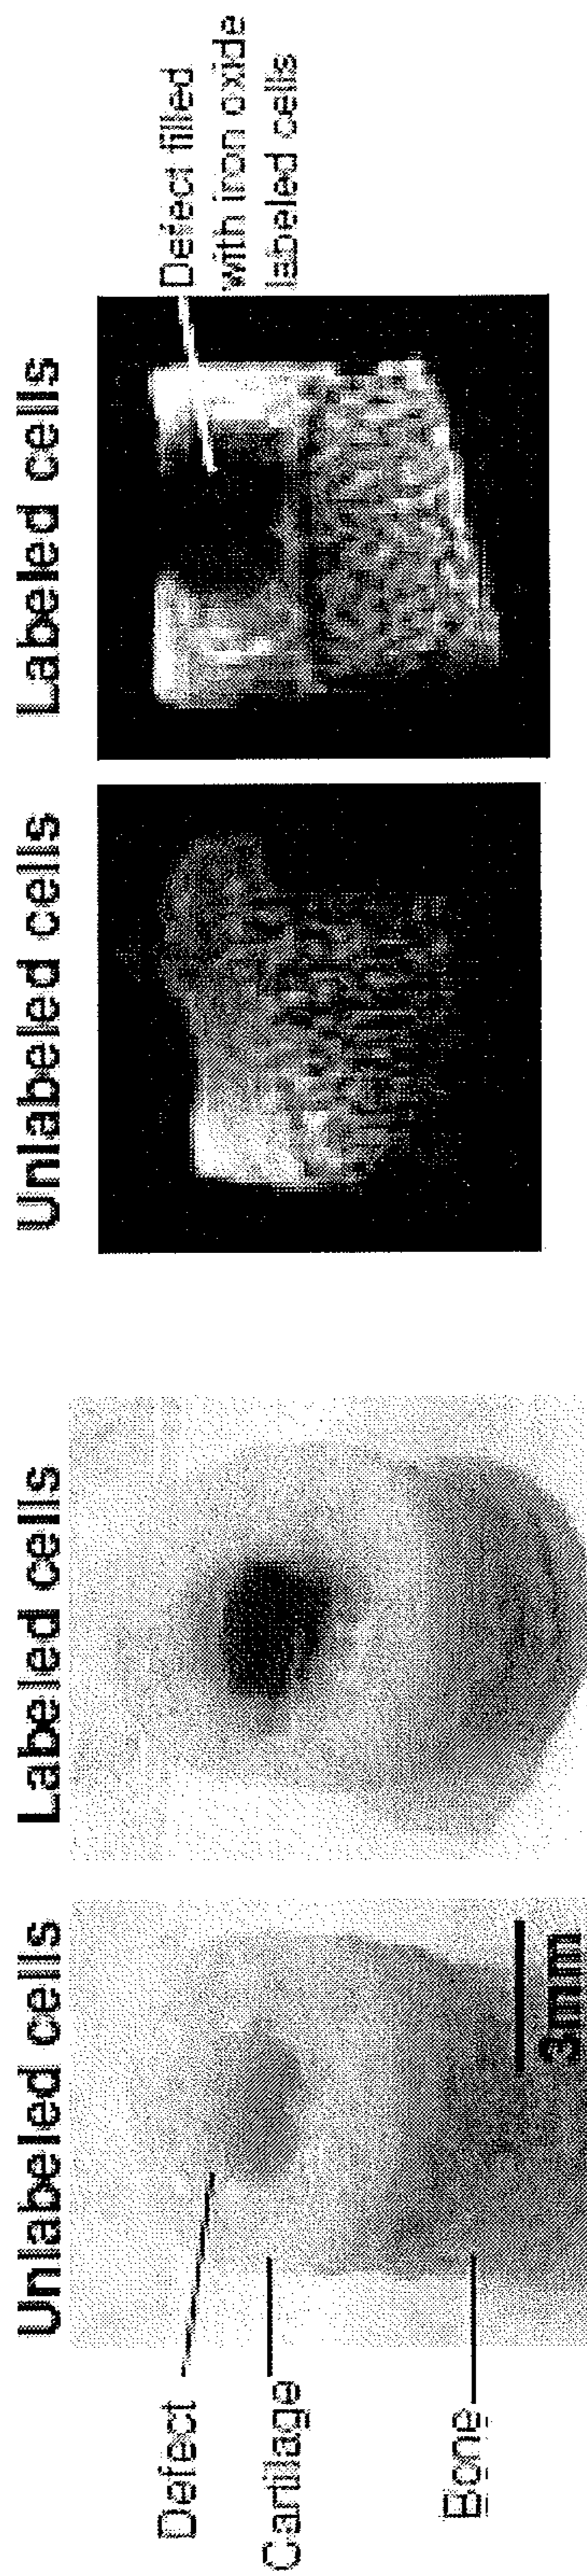 Unlabeled cells
Labeled cells
Unlabeled cells
Labeled cells
Defect
Cartilage
Bone
3mm
Defect filled
with iron oxide
labeled cells